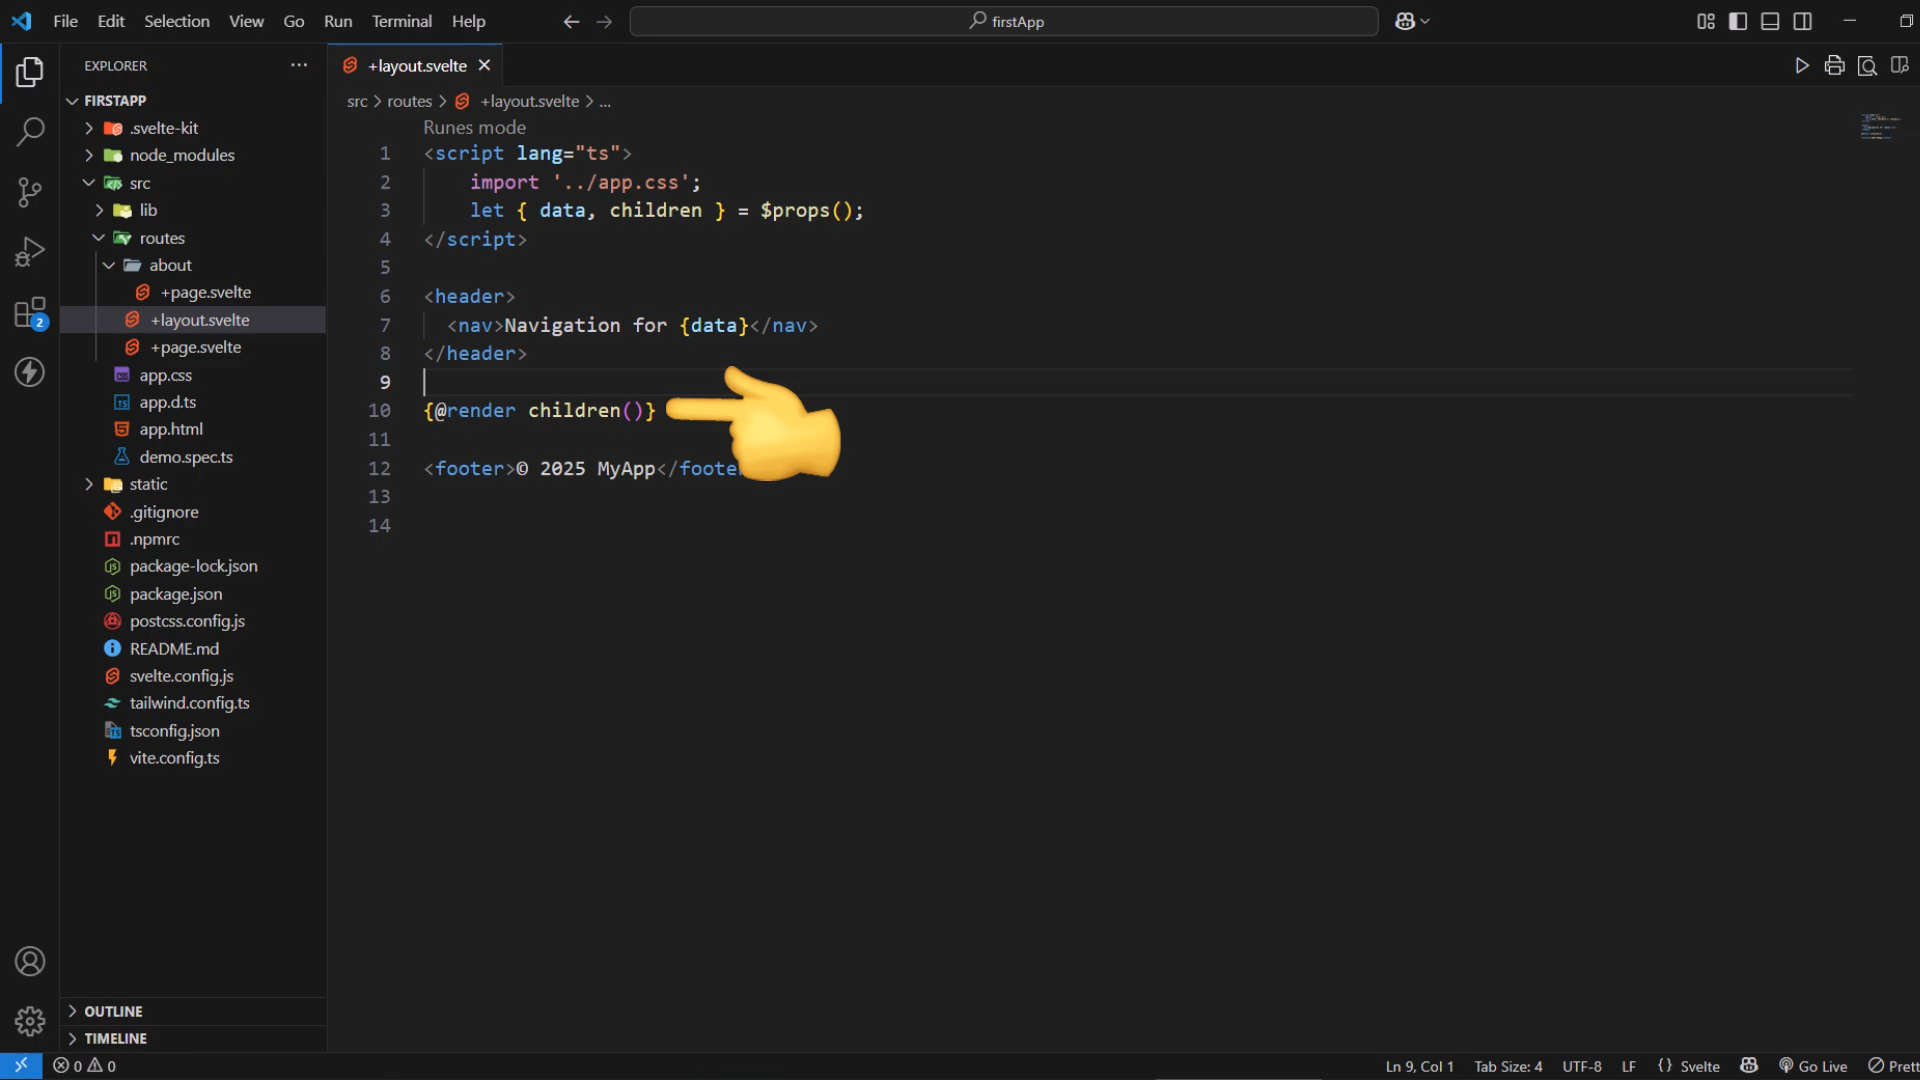 File Edit Selection View Go Run Terminal Help
firstApp
EXPLORER
FIRSTAPP
.svelte-kit
node_modules
src
lib
routes
about
+page.svelte
+layout.svelte
+page.svelte
app.css
app.d.ts
app.html
demo.spec.ts
static
.gitignore
.npmrc
package-lock.json
package.json
postcss.config.js
README.md
svelte.config.js
tailwind.config.ts
tsconfig.json
vite.config.ts
OUTLINE
TIMELINE
2
+layout.svelte
src > routes > +layout.svelte > ...
Runes mode
1 <script lang="ts">
2 import '../app.css';
3 let { data, children } = $props();
4 </script>
5
6 <header>
7 <nav>Navigation for {data}</nav>
8 </header>
9
10 {@render children()}
11
12 <footer>© 2025 MyApp</foote
13
14
0 0
Ln 9, Col 1 Tab Size: 4 UTF-8 LF {} Svelte Go Live Prett